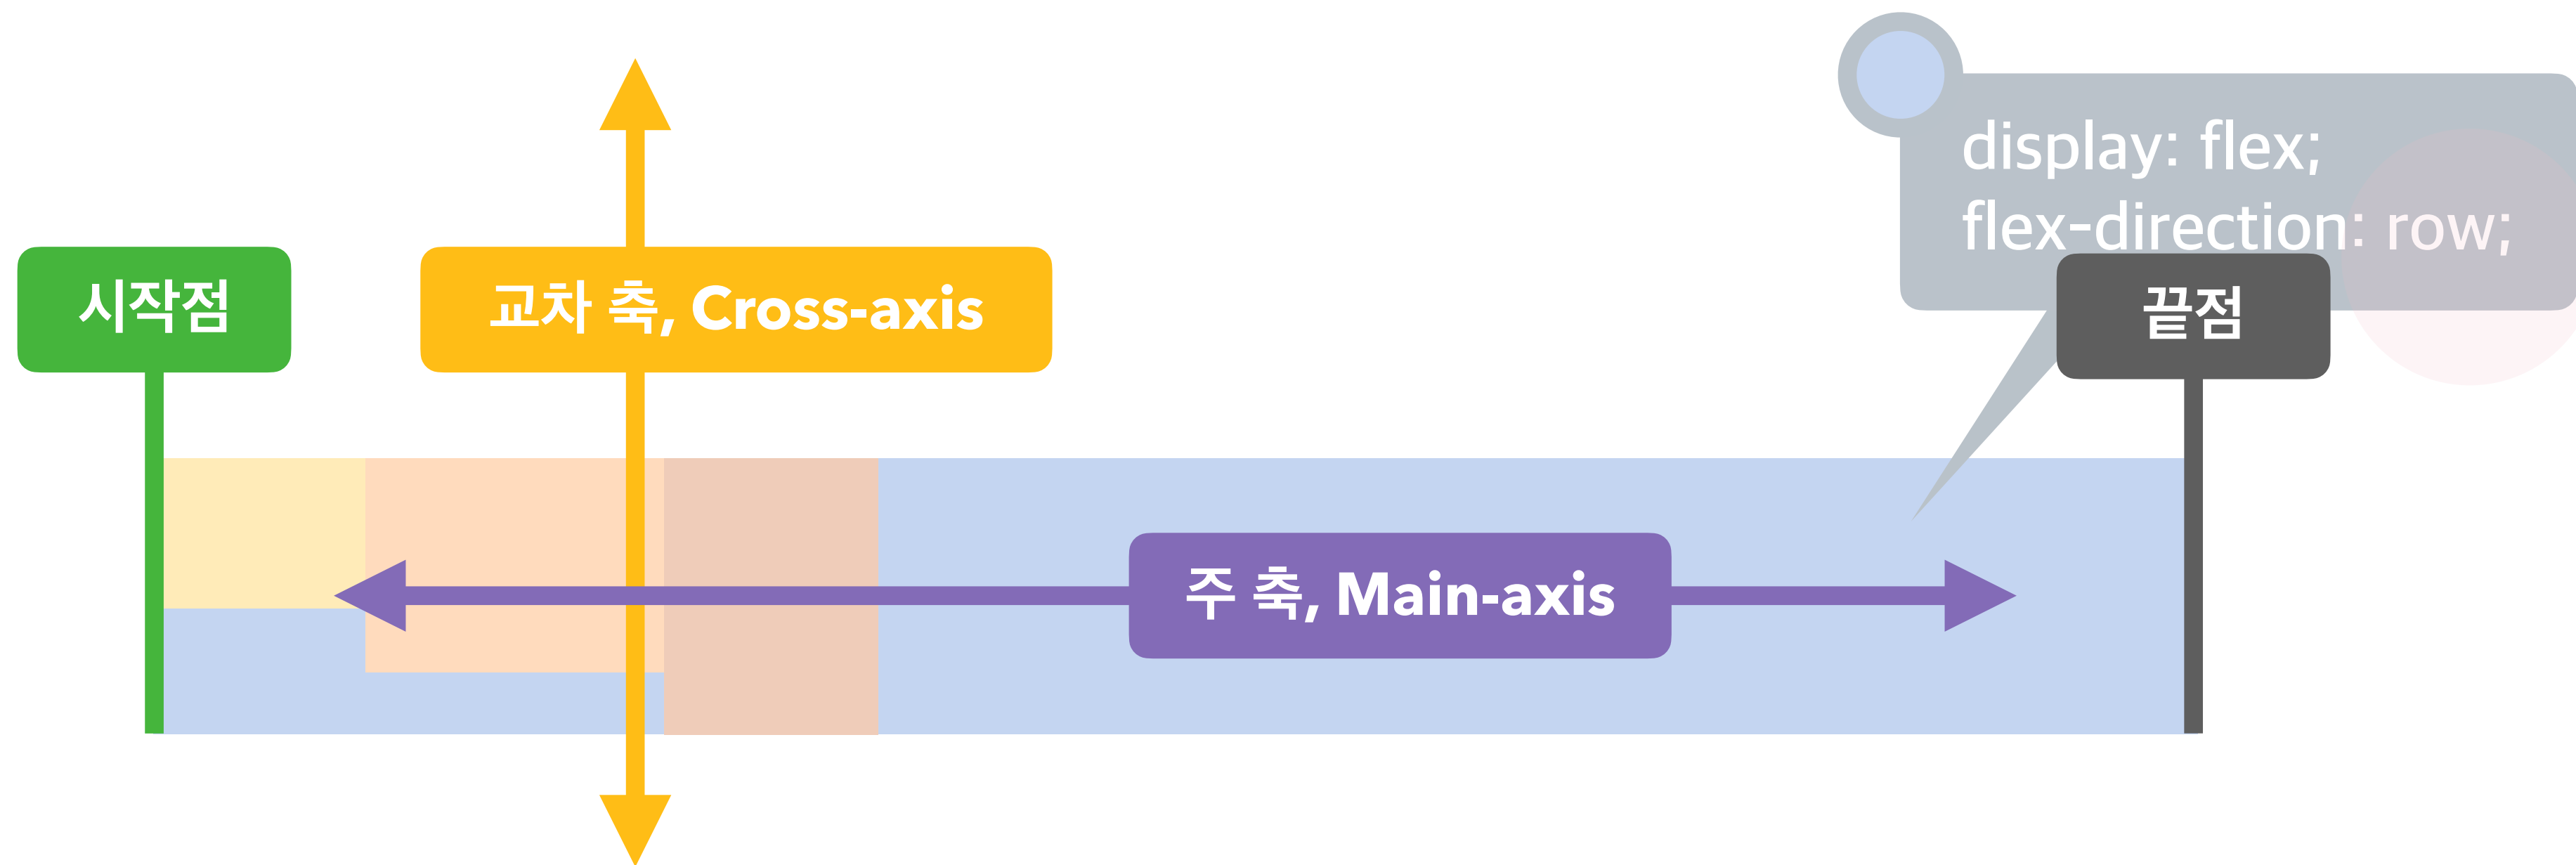 display: flex;
flex-direction: row;
시작점
교차 축, Cross-axis
끝점
주 축, Main-axis